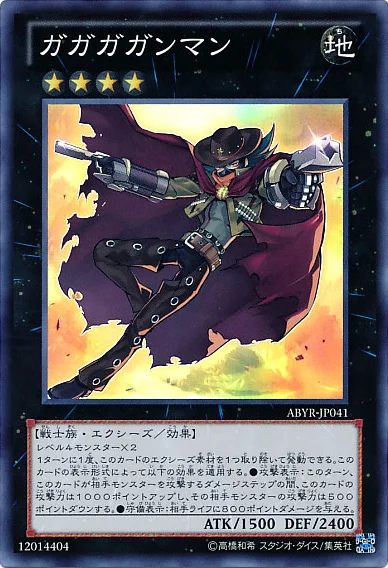 ガガガガンマン
地
ABYR-JP041
【戦士族・エクシーズ/効果】
レベル4モンスター×2
1ターンに1度、このカードのエクシーズ素材を1つ取り除いて発動できる。この
カードの表示形式によって以下の効果を適用する。●攻撃表示:このターン、
このカードが相手モンスターを攻撃するダメージステップの間、このカードの
攻撃力は1000ポイントアップし、その相手モンスターの攻撃力は500
ポイントダウンする。●守備表示:相手ライフに800ポイントダメージを与える。
ATK/1500 DEF/2400
12014404
©高橋和希 スタジオ・ダイス/集英社